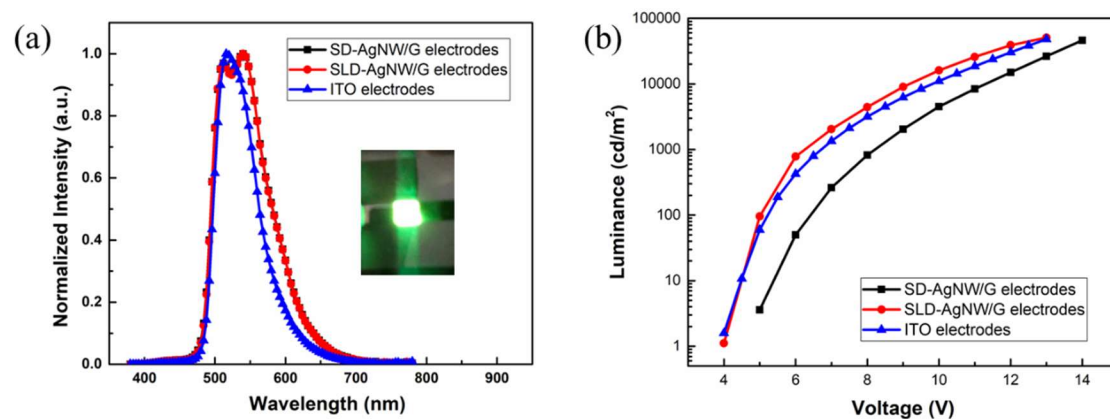 (a)
Normalized Intensity (a.u.)
1.0
0.8
0.6
0.4
0.2
0.0
400
500
600
700
800
900
Wavelength (nm)
SD-AgNW/G electrodes
SLD-AgNW/G electrodes
ITO electrodes
(b)
Luminance (cd/m²)
100000
10000
1000
100
10
1
4
6
8
10
12
14
Voltage (V)
SD-AgNW/G electrodes
SLD-AgNW/G electrodes
ITO electrodes